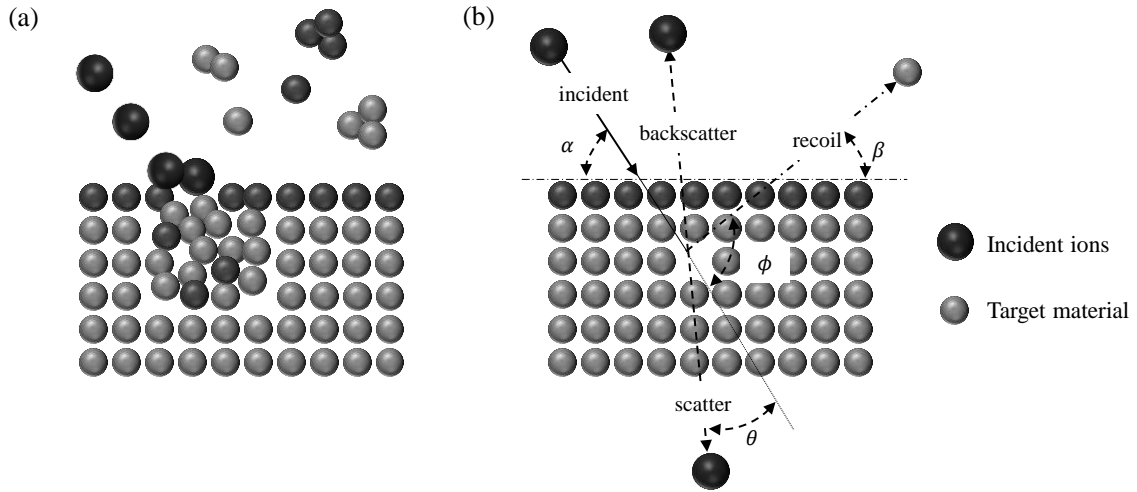 (a)
(b)
incident
backscatter
recoil
α
β
ϕ
Incident ions
Target material
scatter
θ